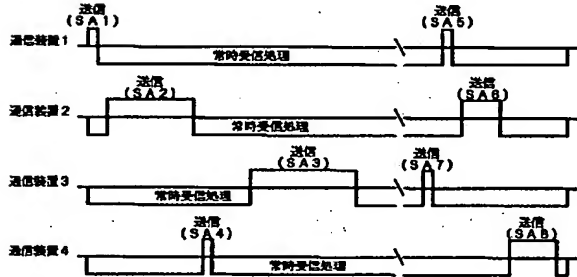 送信
(SA1)
送信
(SA5)
通信装置1
常時受信処理
送信
(SA2)
送信
(SA6)
通信装置2
常時受信処理
送信
(SA3)
送信
(SA7)
通信装置3
常時受信処理
送信
(SA4)
送信
(SA8)
通信装置4
常時受信処理